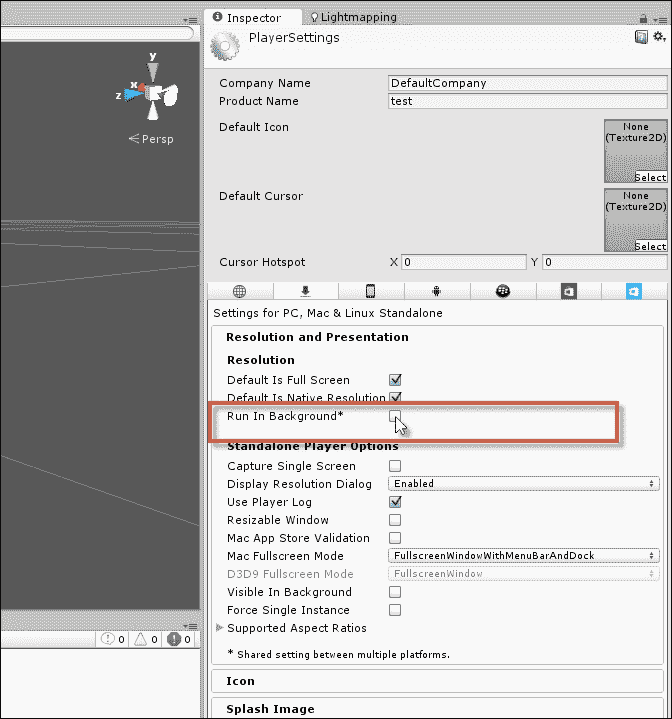 Inspector
Lightmapping
PlayerSettings
y
x
z
Persp
Company Name DefaultCompany
Product Name test
Default Icon
None
(Texture2D)
Select
Default Cursor
None
(Texture2D)
Select
Cursor Hotspot X 0 Y 0
Settings for PC, Mac & Linux Standalone
Resolution and Presentation
Resolution
Default Is Full Screen
Default Is Native Resolution
Run In Background*
Standalone Player Options
Capture Single Screen
Display Resolution Dialog Enabled
Use Player Log
Resizable Window
Mac App Store Validation
Mac Fullscreen Mode FullscreenWindowWithMenuBarAndDock
D3D9 Fullscreen Mode FullscreenWindow
Visible In Background
Force Single Instance
Supported Aspect Ratios
* Shared setting between multiple platforms.
0 0 0
Icon
Splash Image